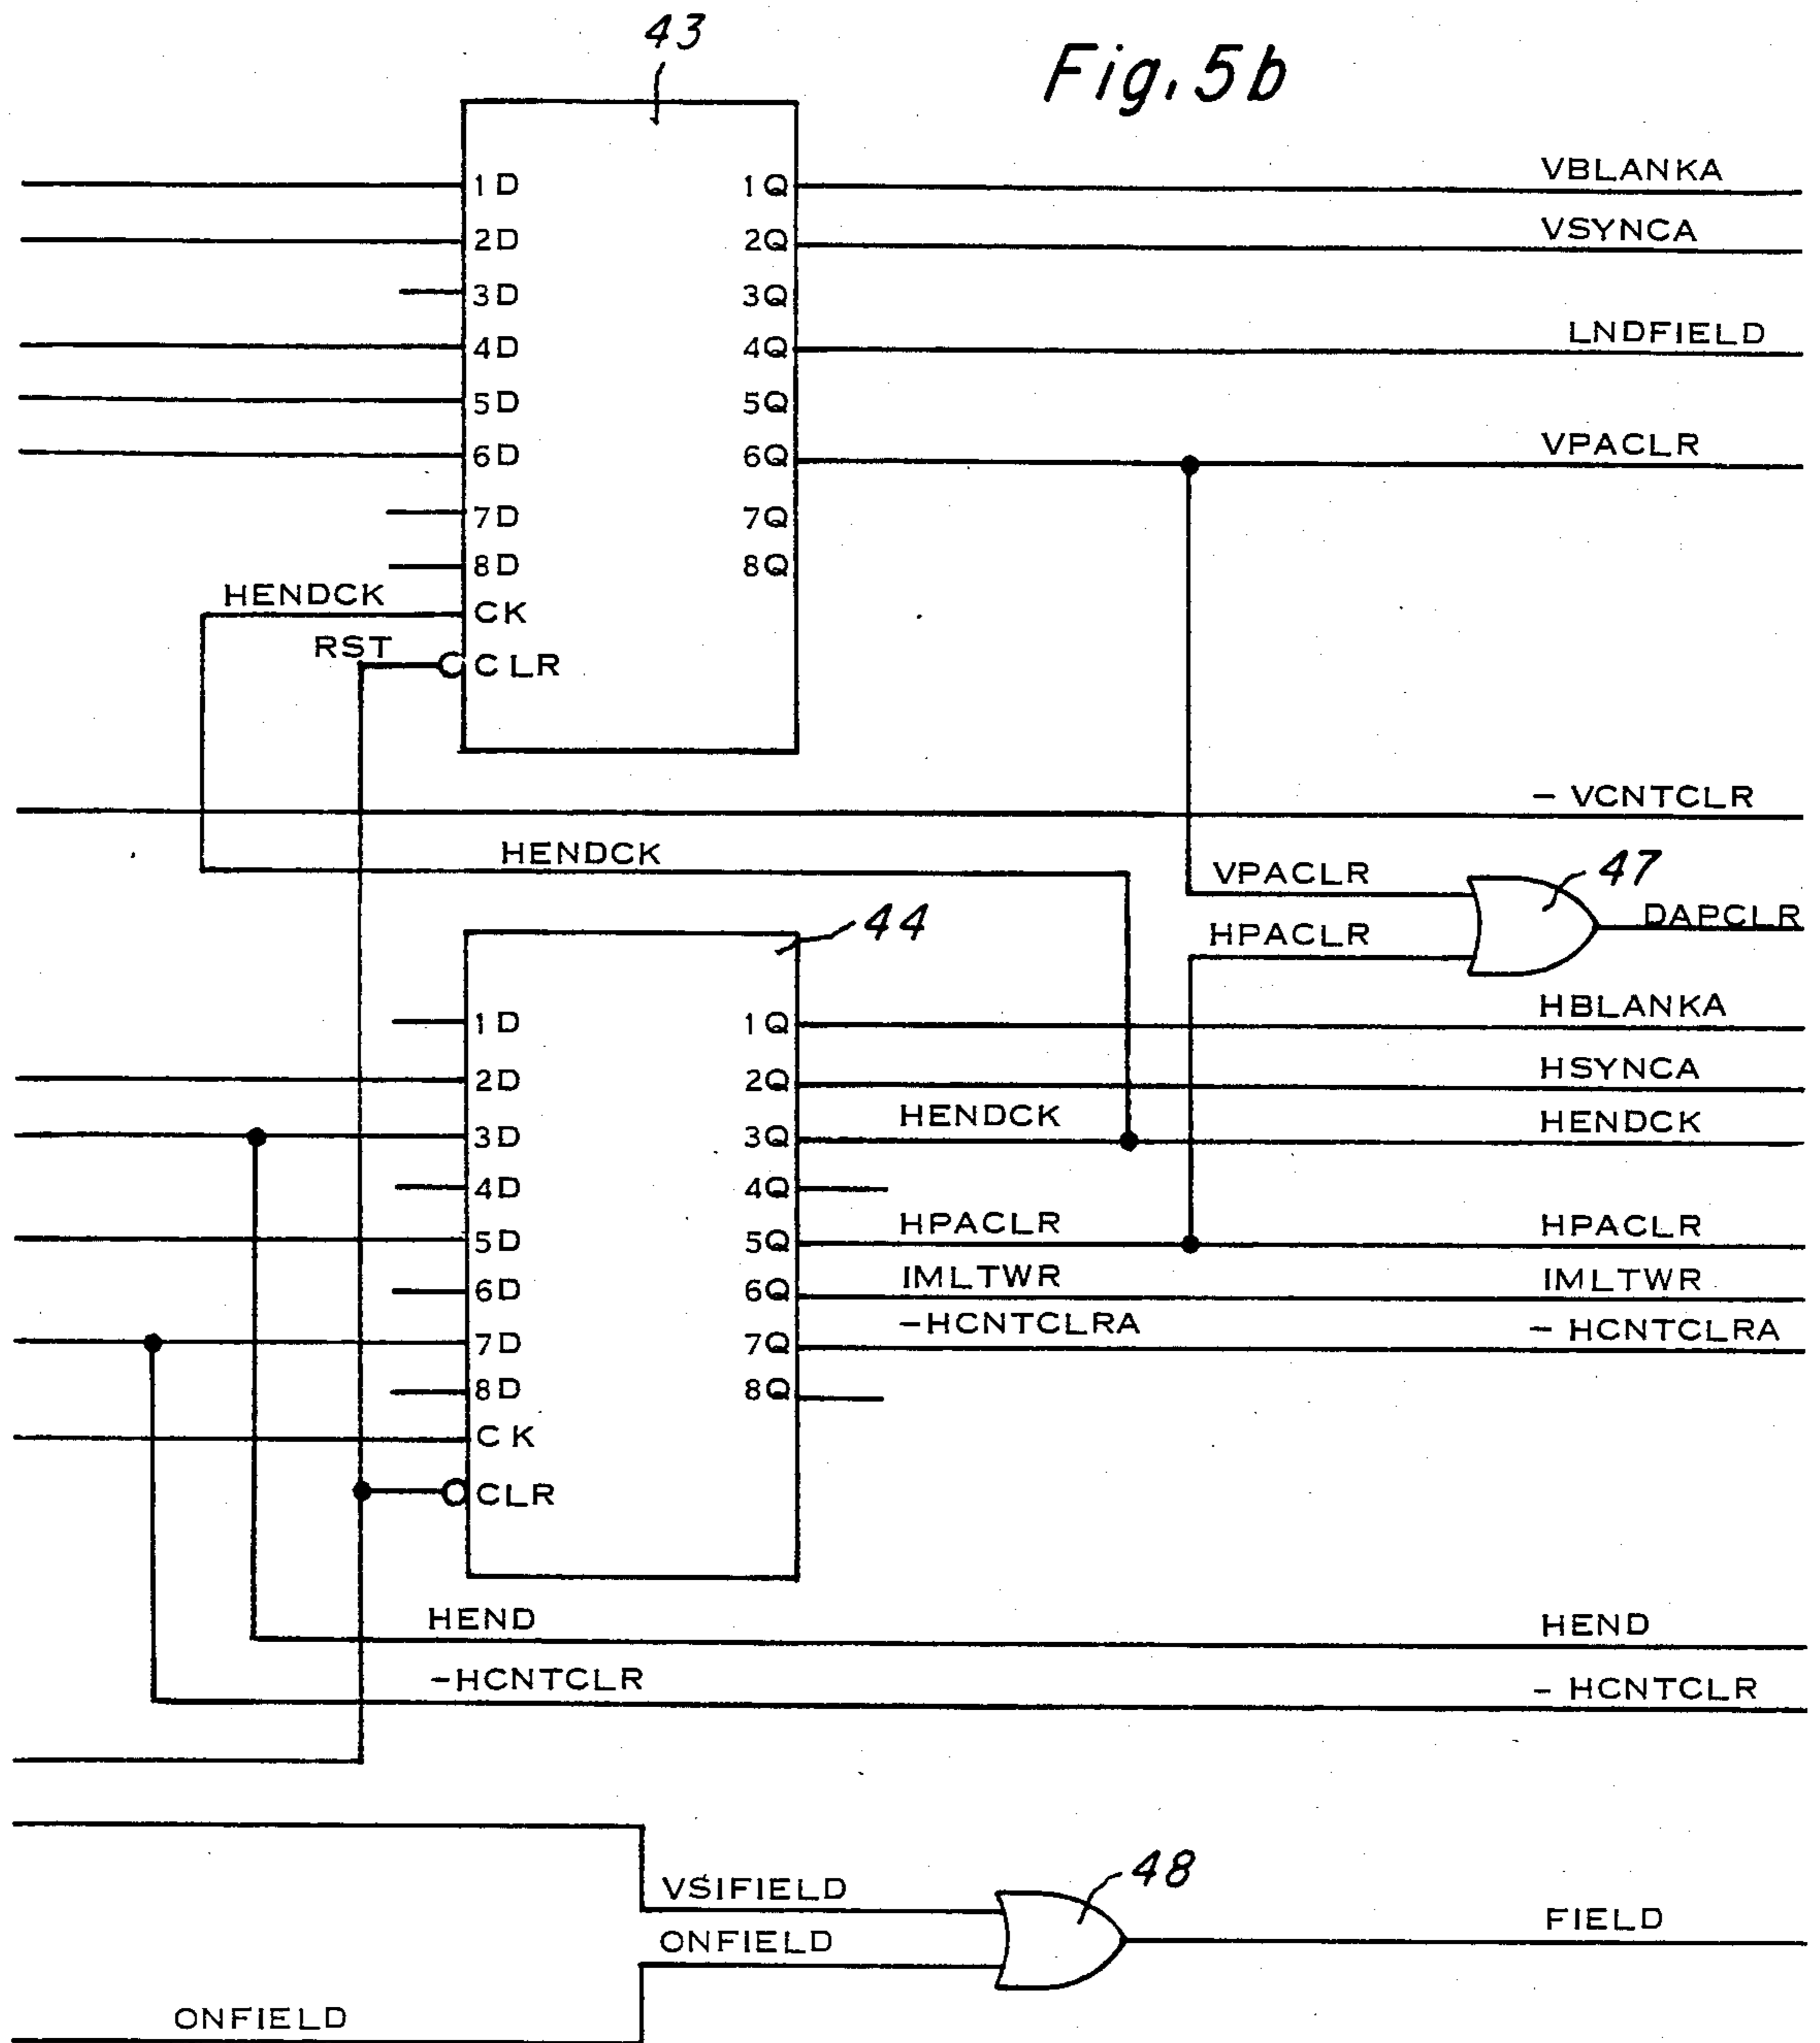 43
Fig. 5b
1D 1Q VBLANKA
2D 2Q VSYNCA
3D 3Q
4D 4Q LNDFIELD
5D 5Q
6D 6Q VPACLR
7D 7Q
8D 8Q
HENDCK CK
RST CLR
- VCNTCLR
HENDCK
VPACLR 47
44 HPACLR DAPCLR
1D 1Q HBLANKA
2D 2Q HSYNCA
3D 3Q HENDCK HENDCK
4D 4Q
5D 5Q HPACLR HPACLR
6D 6Q IMLTWR IMLTWR
7D 7Q -HCNTCLRA - HCNTCLRA
8D 8Q
CK
CLR
HEND HEND
-HCNTCLR - HCNTCLR
48
VSIFIELD
ONFIELD FIELD
ONFIELD